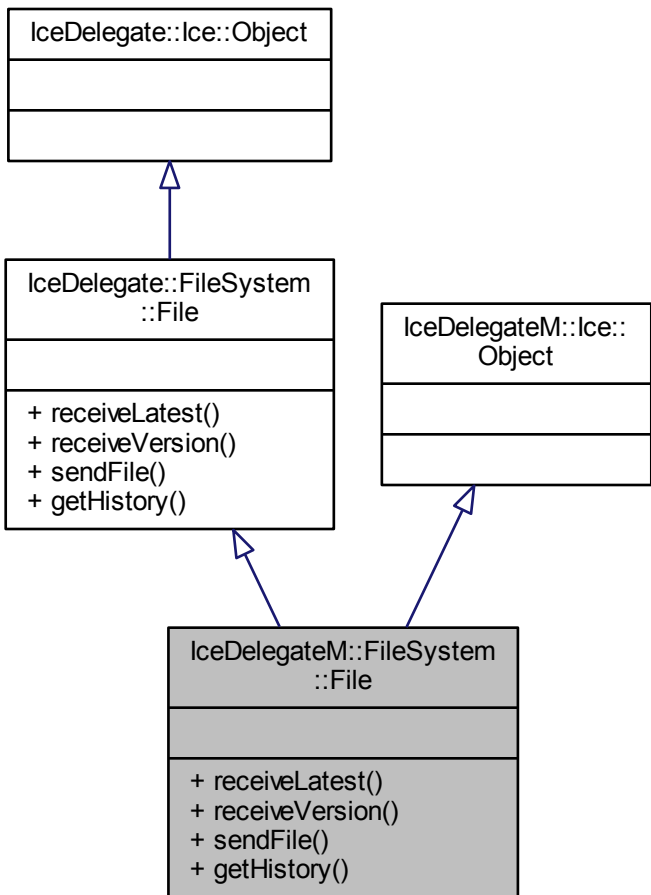 IceDelegate::Ice::Object
IceDelegate::FileSystem
::File
+ receiveLatest()
+ receiveVersion()
+ sendFile()
+ getHistory()
IceDelegateM::Ice::
Object
IceDelegateM::FileSystem
::File
+ receiveLatest()
+ receiveVersion()
+ sendFile()
+ getHistory()